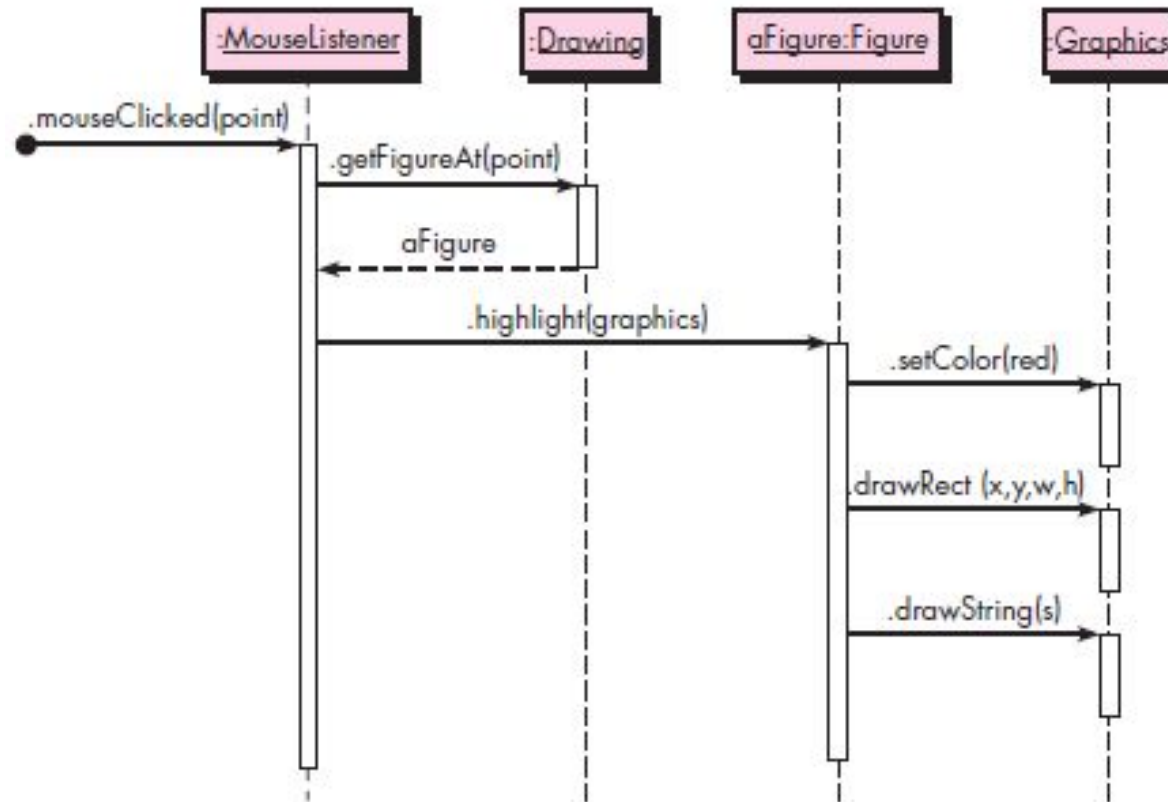 :MouseListener
:Drawing
aFigure:Figure
:Graphics
.mouseClicked(point)
.getFigureAt(point)
aFigure
.highlight(graphics)
.setColor(red)
.drawRect (x,y,w,h)
.drawString(s)